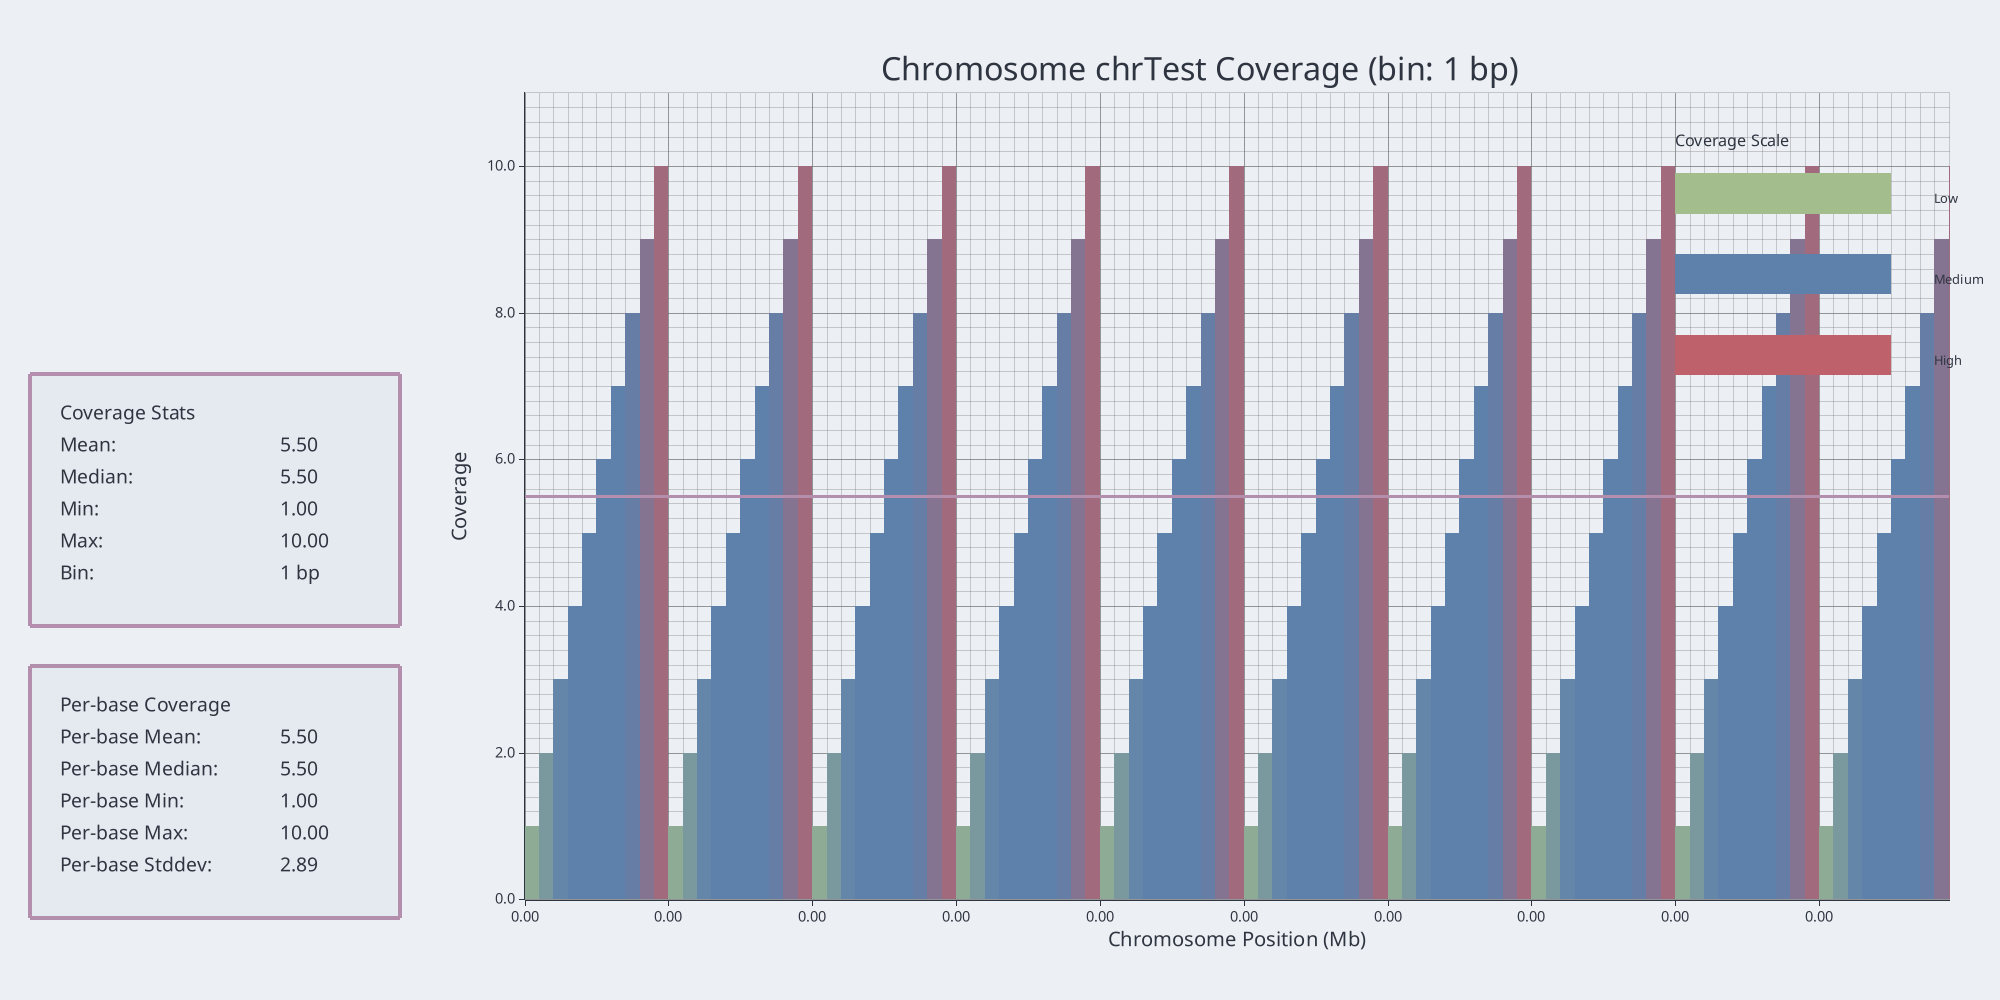 Chromosome chrTest Coverage (bin: 1 bp)
Coverage Scale
Low
Medium
High
10.0
8.0
6.0
4.0
2.0
0.0
Coverage
0.00 0.00 0.00 0.00 0.00 0.00 0.00 0.00 0.00 0.00
Chromosome Position (Mb)
Coverage Stats
Mean: 5.50
Median: 5.50
Min: 1.00
Max: 10.00
Bin: 1 bp
Per-base Coverage
Per-base Mean: 5.50
Per-base Median: 5.50
Per-base Min: 1.00
Per-base Max: 10.00
Per-base Stddev: 2.89